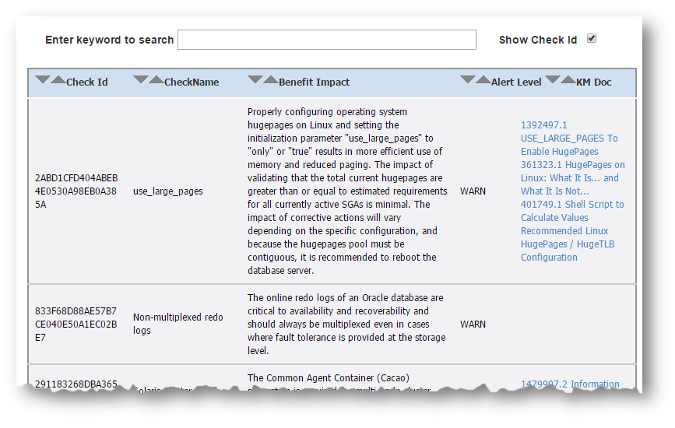 Enter keyword to search
Show Check Id
Check Id CheckName Benefit Impact Alert Level KM Doc
2ABD1CFD404ABEB
4E0530A98EB0A38
5A
use_large_pages
Properly configuring operating system
hugepages on Linux and setting the
initialization parameter "use_large_pages" to
"only" or "true" results in more efficient use of
memory and reduced paging. The impact of
validating that the total current hugepages are
greater than or equal to estimated requirements
for all currently active SGAs is minimal. The
impact of corrective actions will vary
depending on the specific configuration, and
because the hugepages pool must be
contiguous, it is recommended to reboot the
database server.
WARN
1392497.1
USE_LARGE_PAGES To
Enable HugePages
361323.1 HugePages on
Linux: What It Is... and
What It Is Not...
401749.1 Shell Script to
Calculate Values
Recommended Linux
HugePages / HugeTLB
Configuration
833F68D88AE57B7
CE040E50A1EC02B
E7
Non-multiplexed redo
logs
The online redo logs of an Oracle database are
critical to availability and recoverability and
should always be multiplexed even in cases
where fault tolerance is provided at the storage
level.
WARN
291183268DBA365
The Common Agent Container (Cacao)
1479907.2 Information